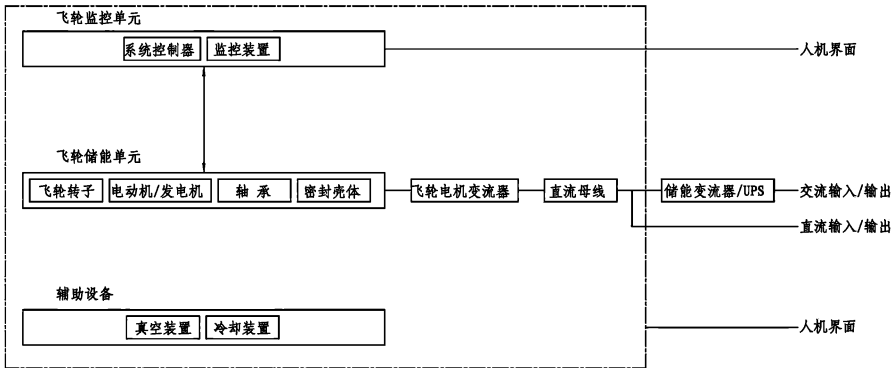 飞轮监控单元
系统控制器 监控装置
人机界面
飞轮储能单元
飞轮转子 电动机/发电机 轴 承 密封壳体 飞轮电机变流器 直流母线 储能变流器/UPS 交流输入/输出
直流输入/输出
辅助设备
真空装置 冷却装置
人机界面